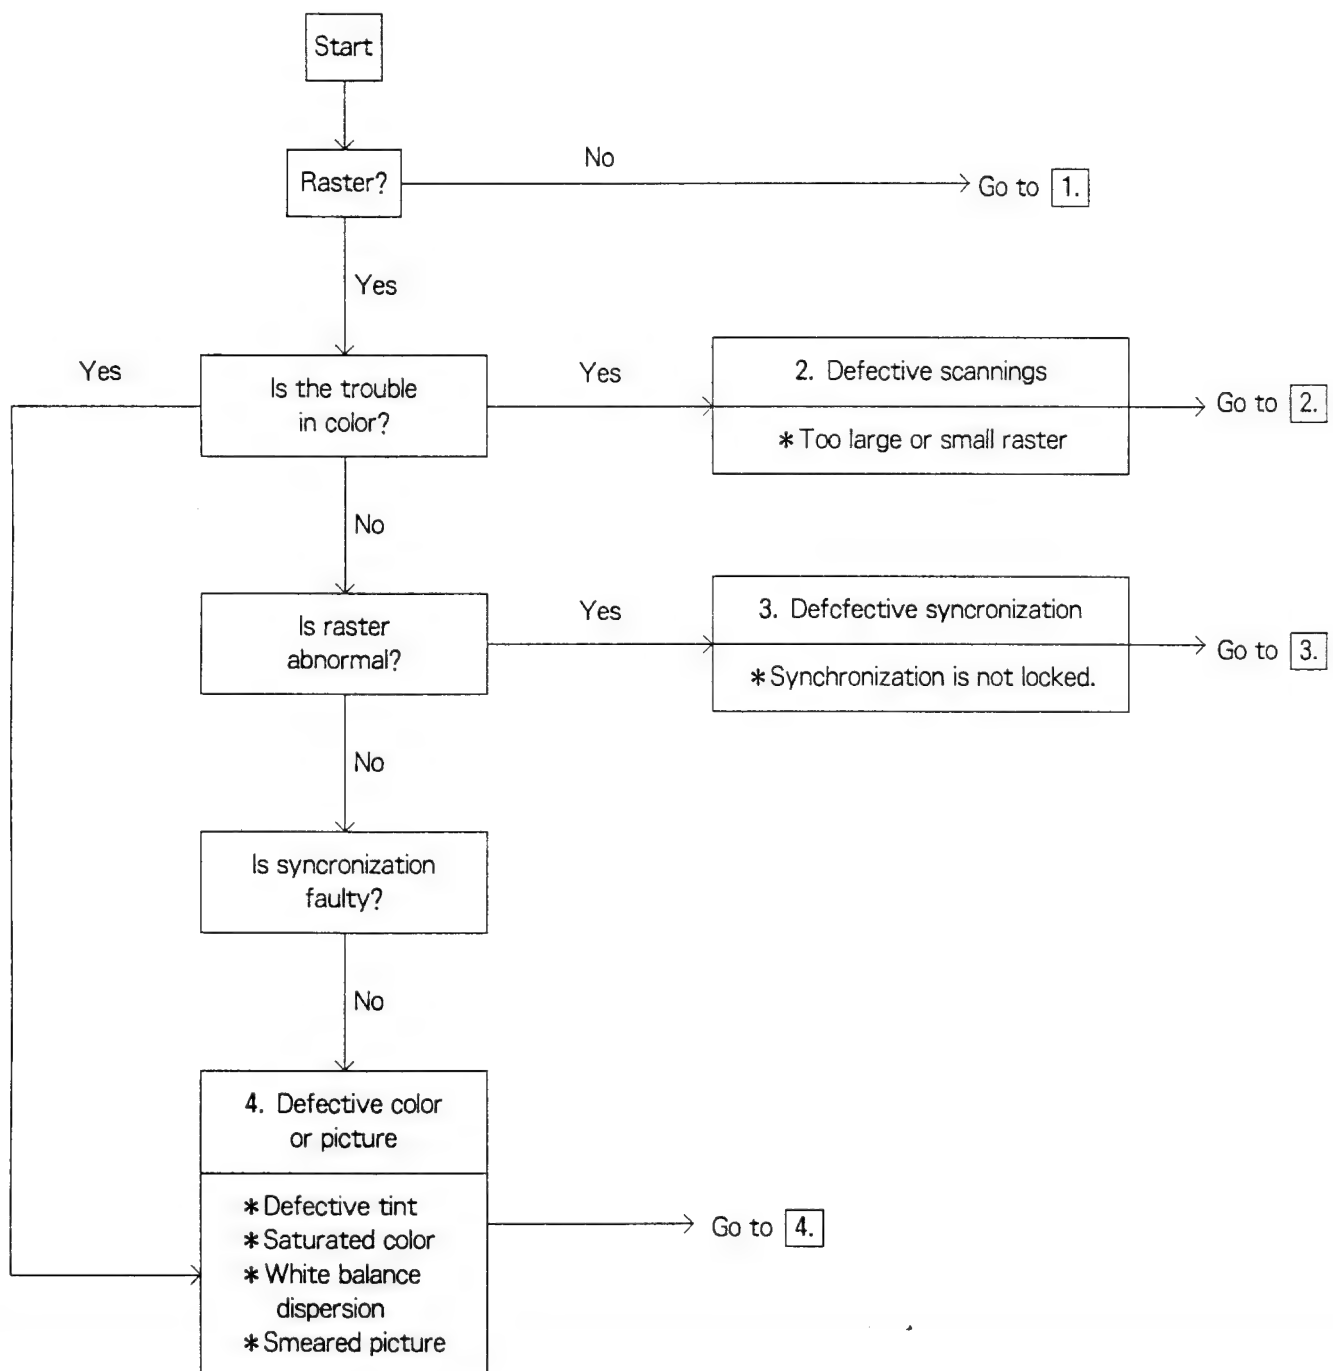 Start
Raster?
No
Go to 1.
Yes
Yes
Is the trouble
in color?
Yes
2. Defective scannings
* Too large or small raster
Go to 2.
No
Is raster
abnormal?
Yes
3. Defcfective syncronization
* Synchronization is not locked.
Go to 3.
No
Is syncronization
faulty?
No
4. Defective color
or picture
* Defective tint
* Saturated color
* White balance
dispersion
* Smeared picture
Go to 4.